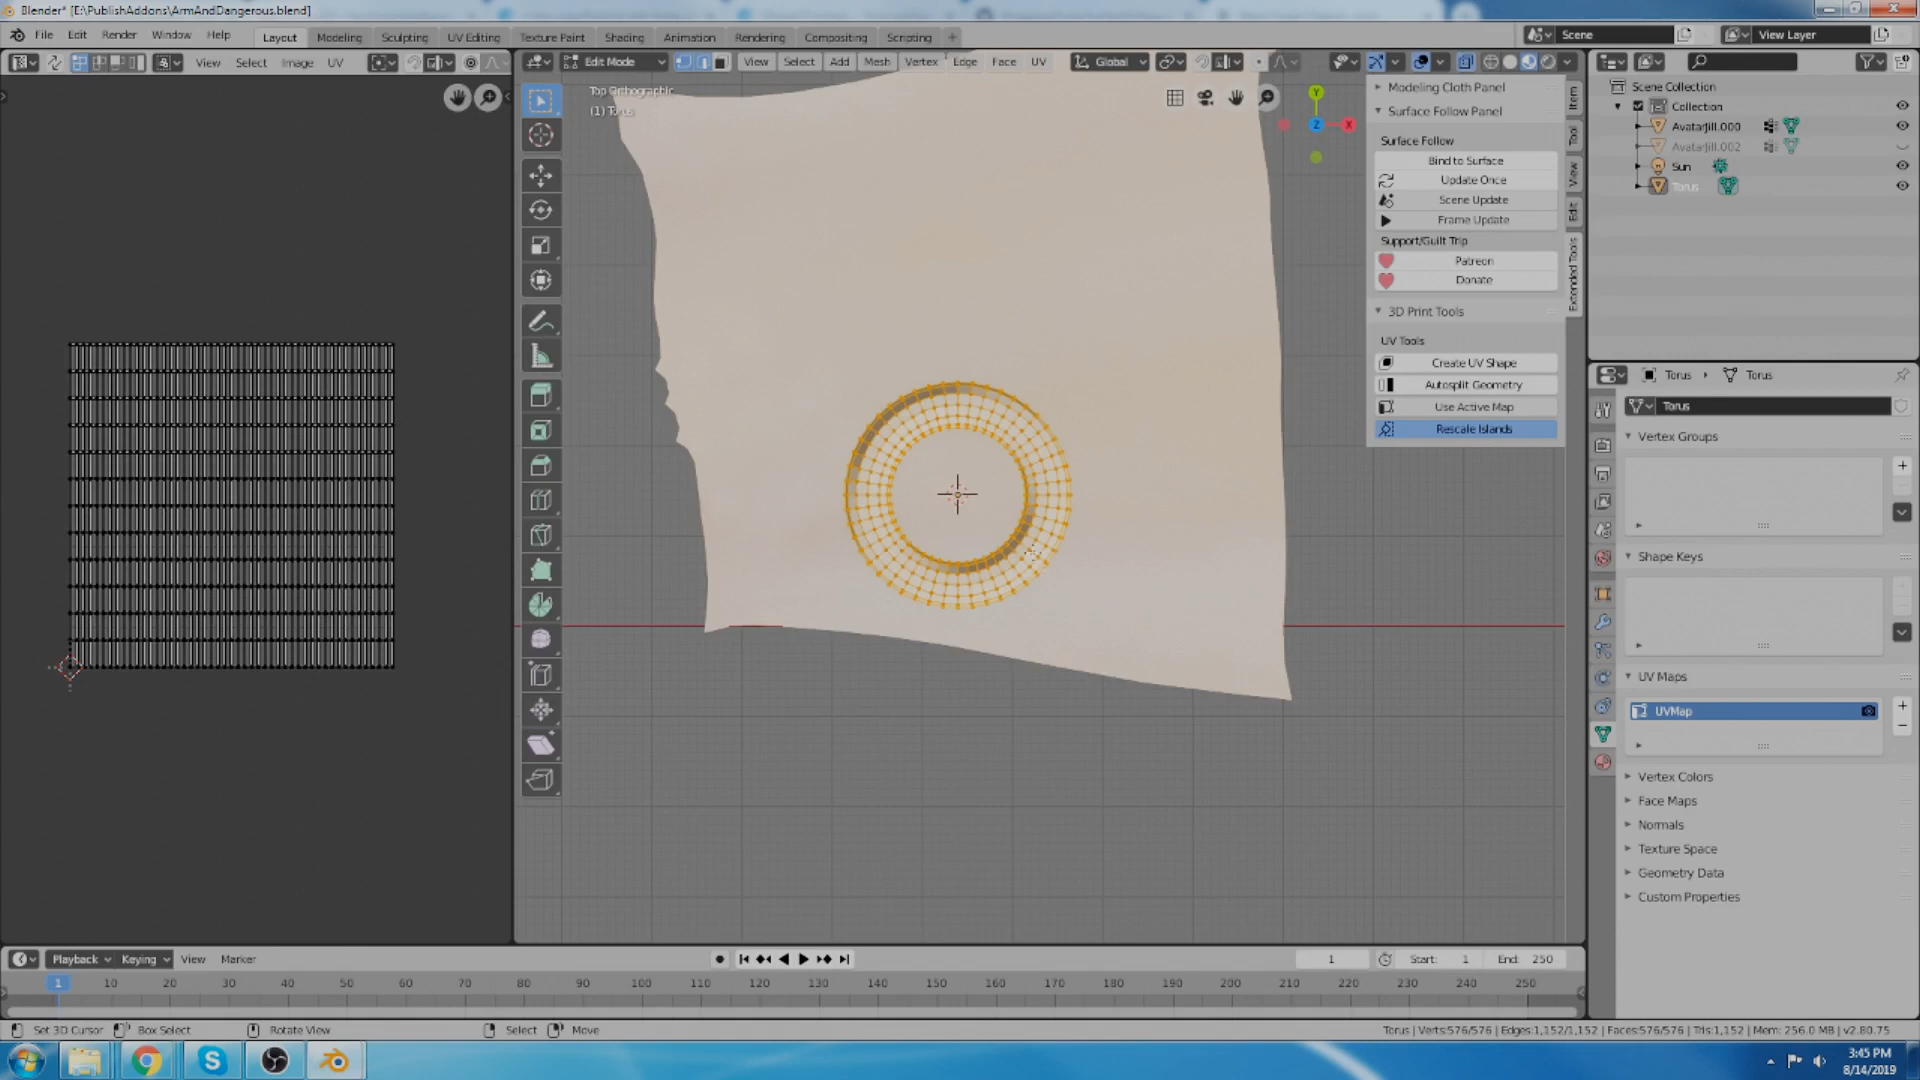 Blender* [E:\PublishAddons\ArmAndDangerous.blend]
File Edit Render Window Help
Layout Modeling Sculpting UV Editing Texture Paint Shading Animation Rendering Compositing Scripting +
Scene
View Layer
View Select Image UV
Edit Mode
View Select Add Mesh Vertex Edge Face UV
Global
Top Orthographic
(1) Torus
Y
Z
X
Modeling Cloth Panel
Surface Follow Panel
Surface Follow
Bind to Surface
Update Once
Scene Update
Frame Update
Support/Guilt Trip
Patreon
Donate
3D Print Tools
UV Tools
Create UV Shape
Autosplit Geometry
Use Active Map
Rescale Islands
Item
Tool
View
Edit
Extended Tools
Scene Collection
Collection
AvatarJill.000
AvatarJill.002
Sun
Torus
Torus Torus
Torus
Vertex Groups
Shape Keys
UV Maps
UVMap
Vertex Colors
Face Maps
Normals
Texture Space
Geometry Data
Custom Properties
Playback Keying View Marker
1 Start: 1 End: 250
1 10 20 30 40 50 60 70 80 90 100 110 120 130 140 150 160 170 180 190 200 210 220 230 240 250
Set 3D Cursor Box Select Rotate View Select Move
Torus | Verts:576/576 | Edges:1,152/1,152 | Faces:576/576 | Tris:1,152 | Mem: 256.0 MB | v2.80.75
3:45 PM
8/14/2019